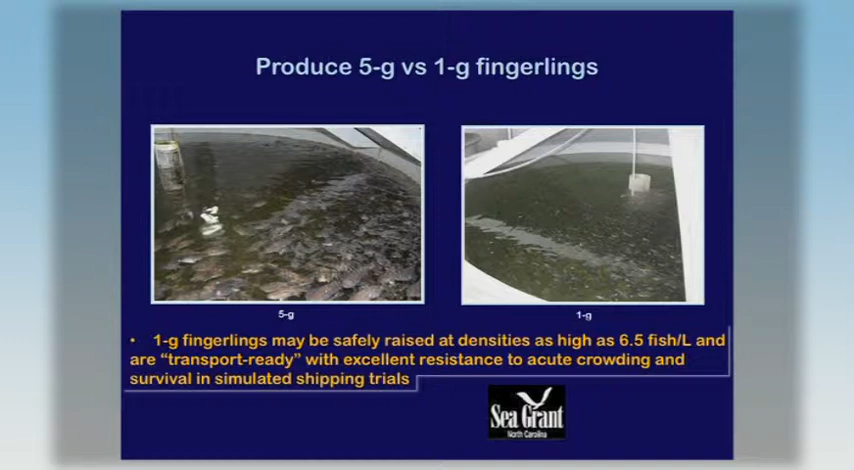 Produce 5-g vs 1-g fingerlings
5-g
1-g
• 1-g fingerlings may be safely raised at densities as high as 6.5 fish/L and
are “transport-ready” with excellent resistance to acute crowding and
survival in simulated shipping trials
Sea Grant
North Carolina